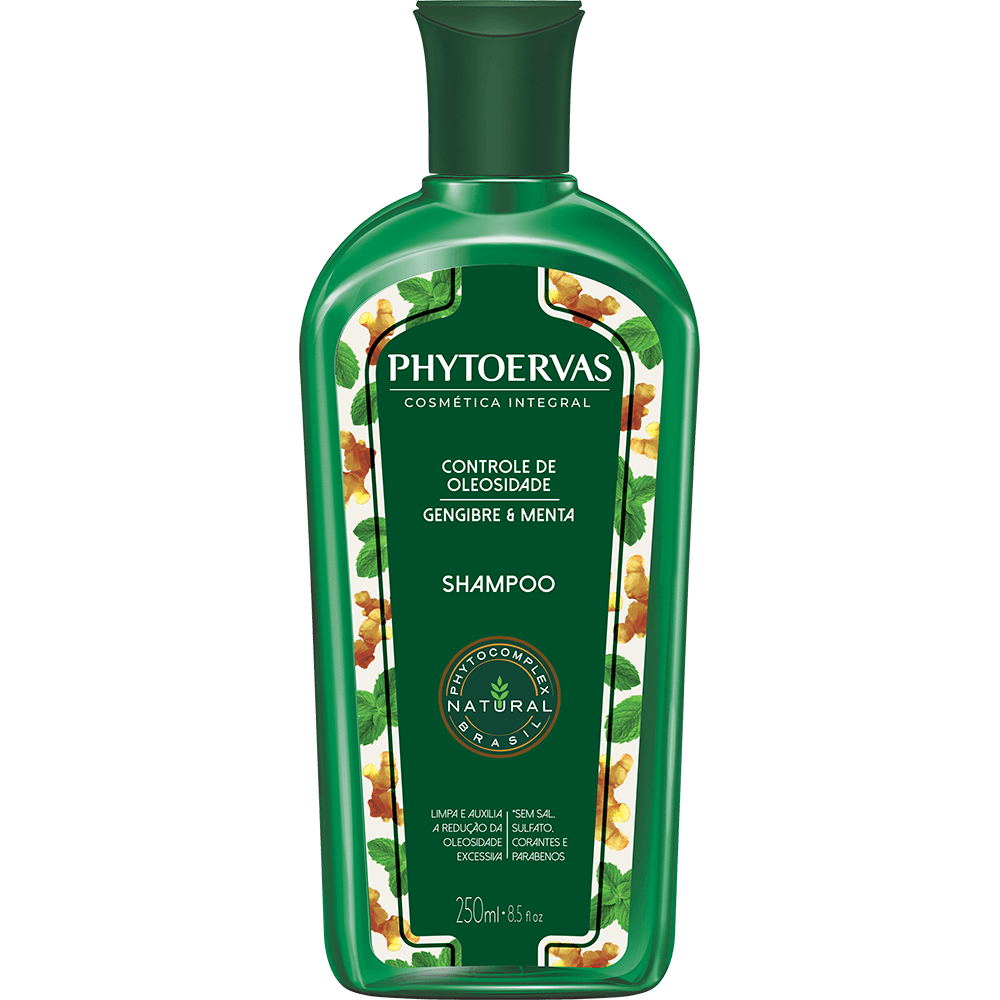 PHYTOERVAS
COSMÉTICA INTEGRAL
CONTROLE DE
OLEOSIDADE
GENGIBRE & MENTA
SHAMPOO
PHYTOCOMPLEX
NATURAL
BRASIL
LIMPA E AUXILIA
A REDUÇÃO DA
OLEOSIDADE
EXCESSIVA
*SEM SAL,
SULFATO,
CORANTES E
PARABENOS
250ml • 8.5 fl oz